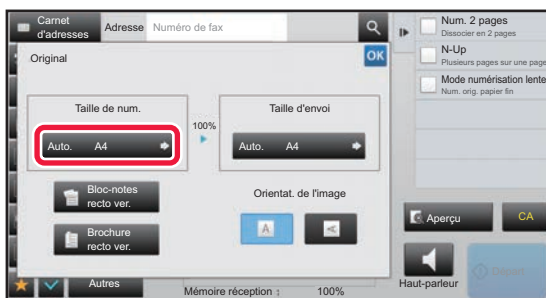 Carnet
d'adresses
Adresse
Numéro de fax
Original
OK
Taille de num.
Auto. A4
100%
Taille d'envoi
Auto. A4
Bloc-notes
recto ver.
Brochure
recto ver.
Orientat. de l'image
A
A
Autres
Mémoire réception : 100%
Num. 2 pages
Dissocier en 2 pages
N-Up
Plusieurs pages sur une page
Mode numérisation lente
Num. orig. papier fin
Aperçu
CA
Haut-parleur
Départ